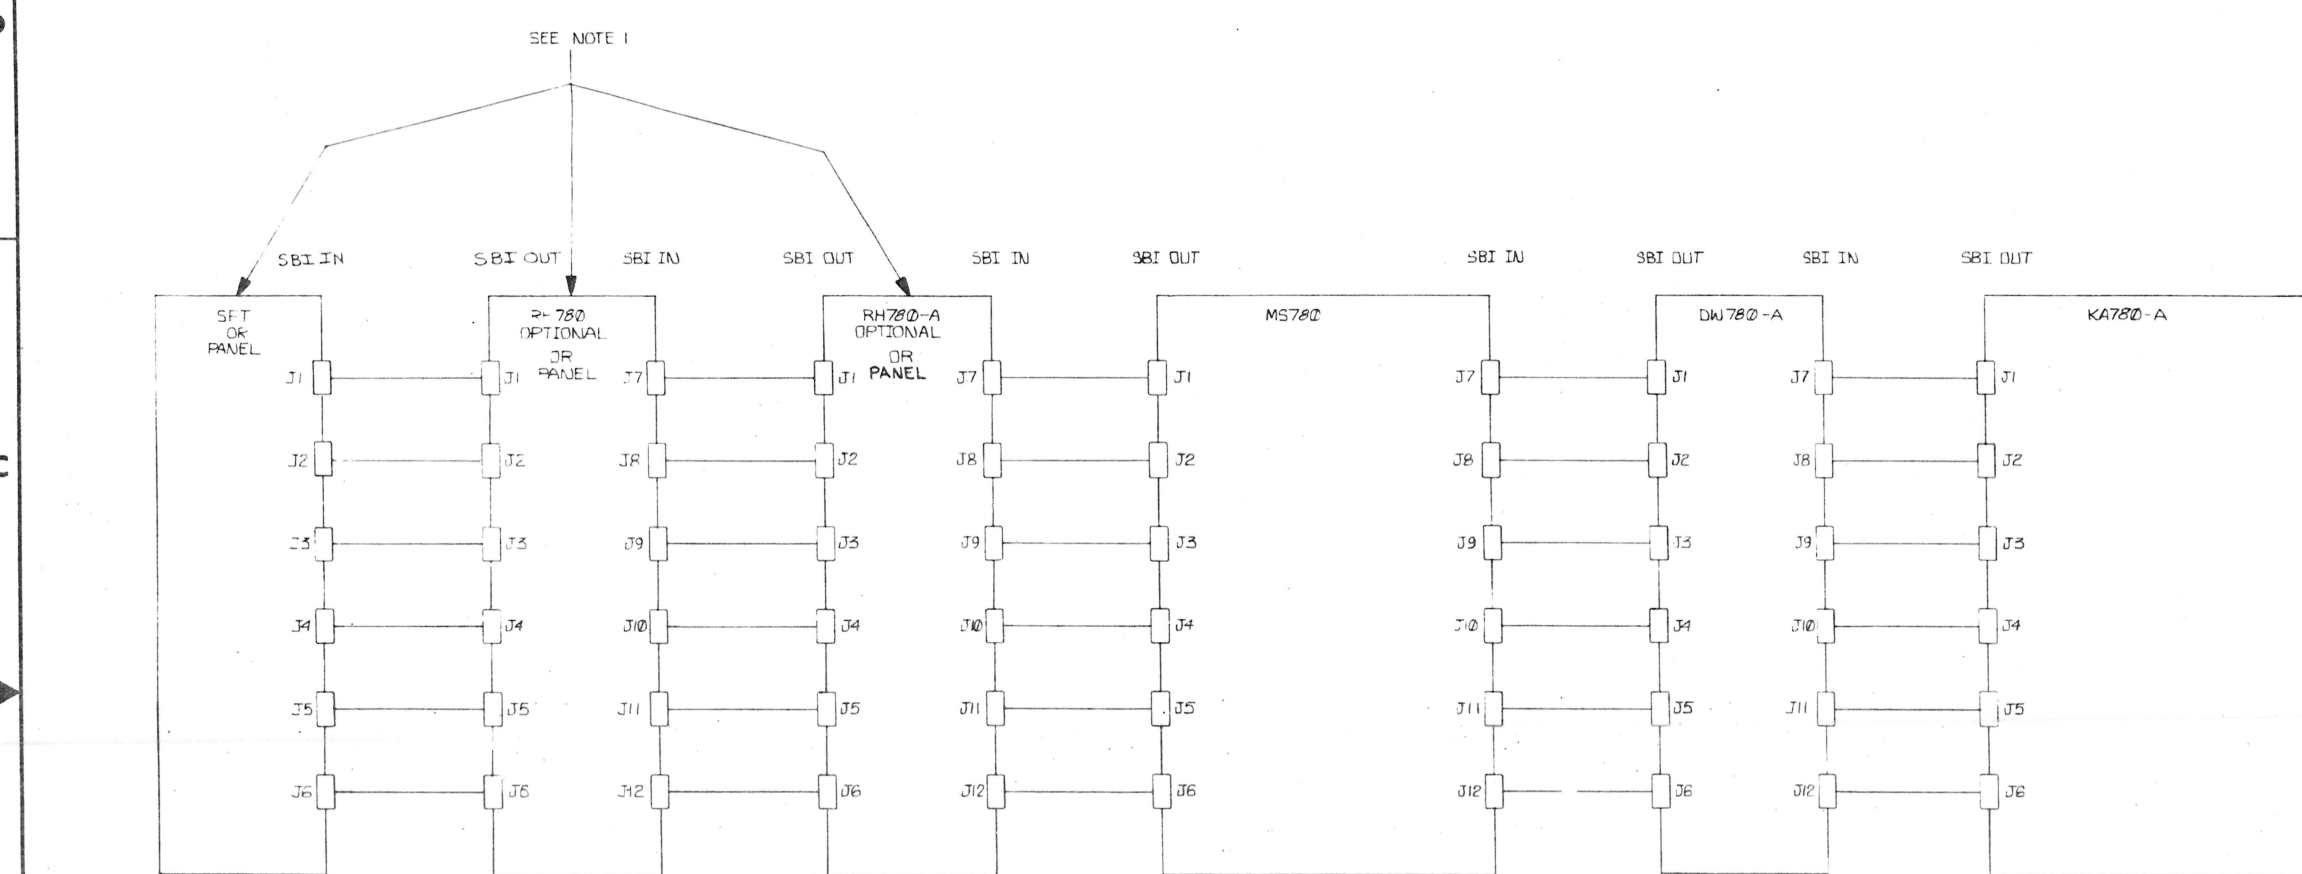 SEE NOTE 1
SBI IN
SBI OUT
SBI IN
SBI OUT
SBI IN
SBI OUT
SBI IN
SBI OUT
SBI IN
SBI OUT
OR
PANEL
OPTIONAL
OR
PANEL
RH780-A
OPTIONAL
OR
PANEL
MS780
DW780-A
KA780-A
J1 J1 J7 J1 J7 J1 J7 J1 J7 J1
J2 J2 J8 J2 J8 J2 J8 J2 J8 J2
J3 J3 J9 J3 J9 J3 J9 J3 J9 J3
J4 J4 J10 J4 J10 J4 J10 J4 J10 J4
J5 J5 J11 J5 J11 J5 J11 J5 J11 J5
J6 J6 J12 J6 J12 J6 J12 J6 J12 J6
C